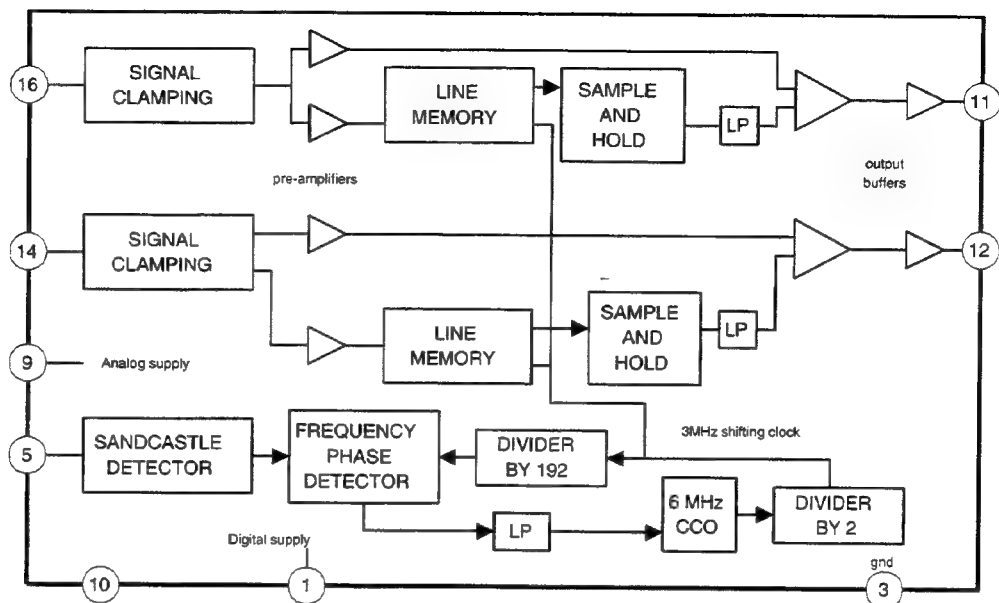 16
SIGNAL
CLAMPING
LINE
MEMORY
SAMPLE
AND
HOLD
LP
11
pre-amplifiers
output
buffers
14
SIGNAL
CLAMPING
12
LINE
MEMORY
SAMPLE
AND
HOLD
LP
9
Analog supply
5
SANDCASTLE
DETECTOR
FREQUENCY
PHASE
DETECTOR
DIVIDER
BY 192
3MHz shifting clock
6 MHz
CCO
DIVIDER
BY 2
LP
Digital supply
gnd
10
1
3